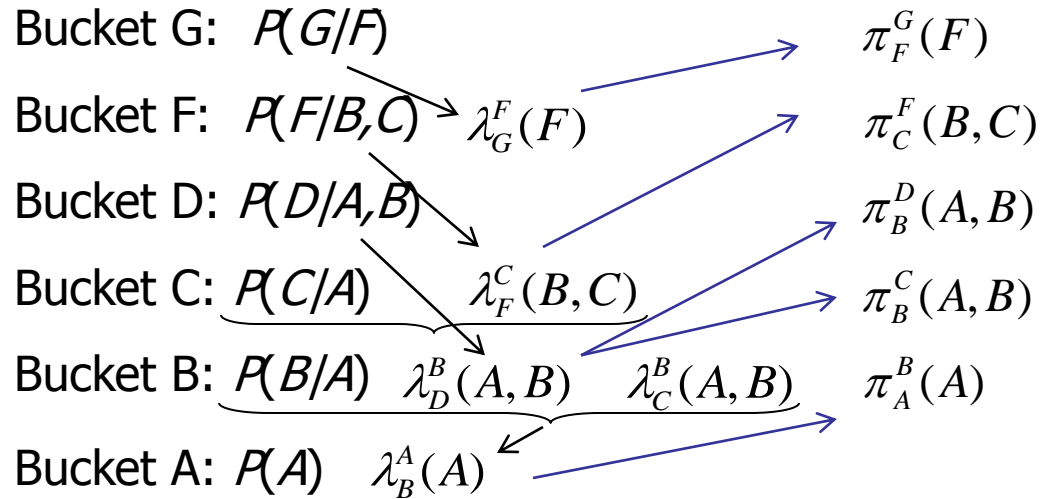 Bucket G: P(G/F) π_F^G(F)
Bucket F: P(F/B,C) λ_G^F(F) π_C^F(B,C)
Bucket D: P(D/A,B) π_B^D(A,B)
Bucket C: P(C/A) λ_F^C(B,C) π_B^C(A,B)
Bucket B: P(B/A) λ_D^B(A,B) λ_C^B(A,B) π_A^B(A)
Bucket A: P(A) λ_B^A(A)